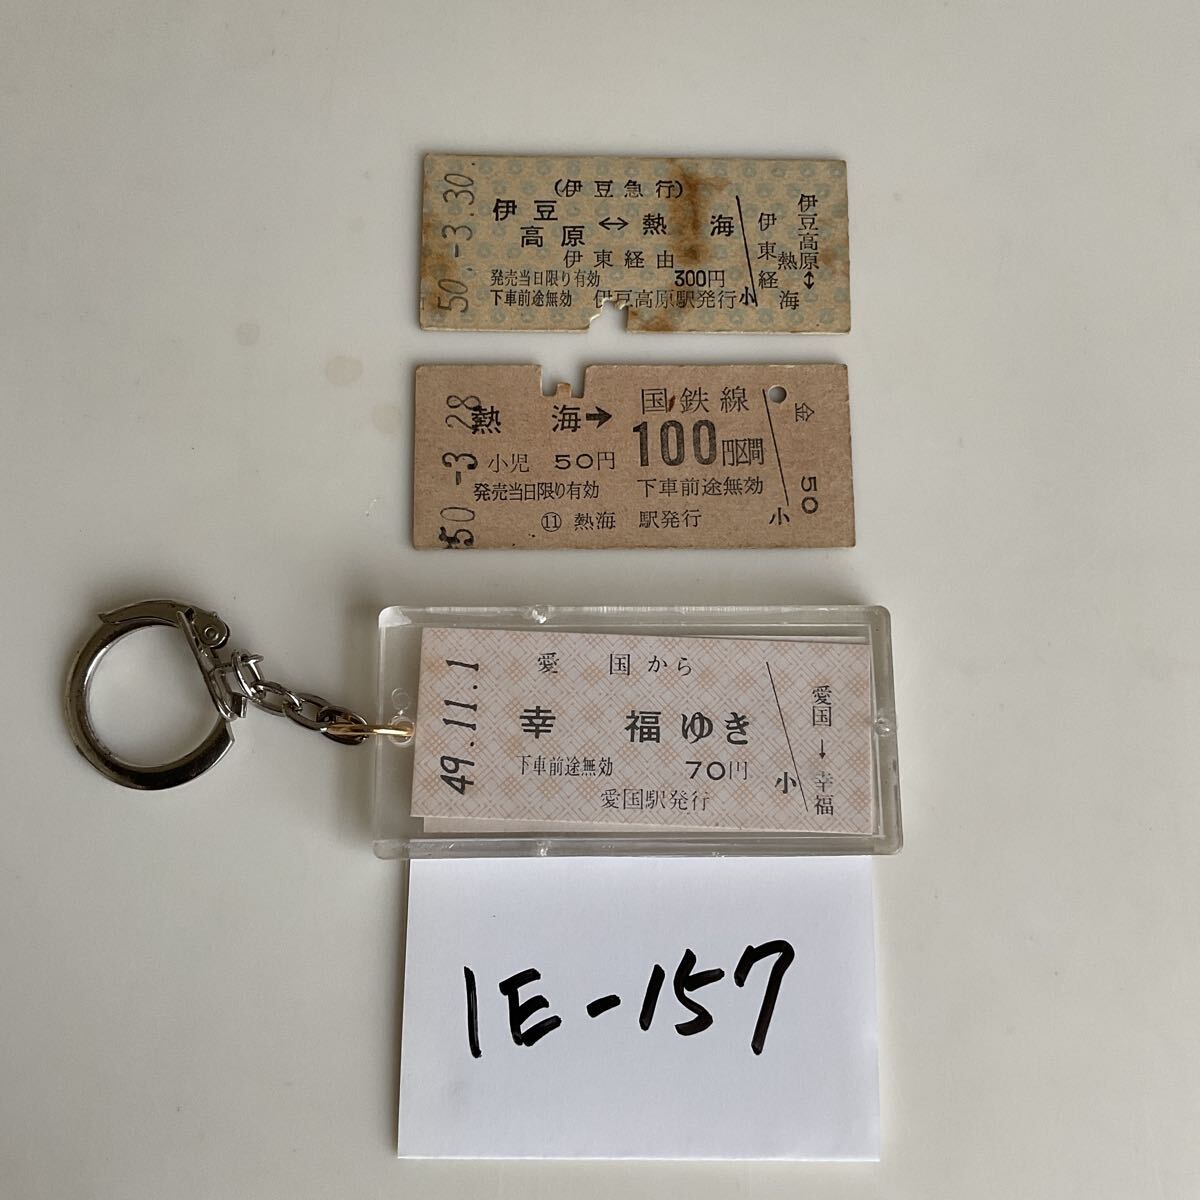 50.-3.30
(伊豆急行)
伊豆高原 ↔ 熱海
伊東経由
発売当日限り有効 300円
下車前途無効 伊豆高原駅発行 小
伊東経
伊豆高原↔
熱海
50.-3.28
熱海→
国鉄線
100円区間
小児 50円
発売当日限り有効 下車前途無効
⑪ 熱海 駅発行
小
金
50
49.11.1
愛国から
幸福ゆき
下車前途無効 70円
愛国駅発行
小
愛国→幸福
1E-157